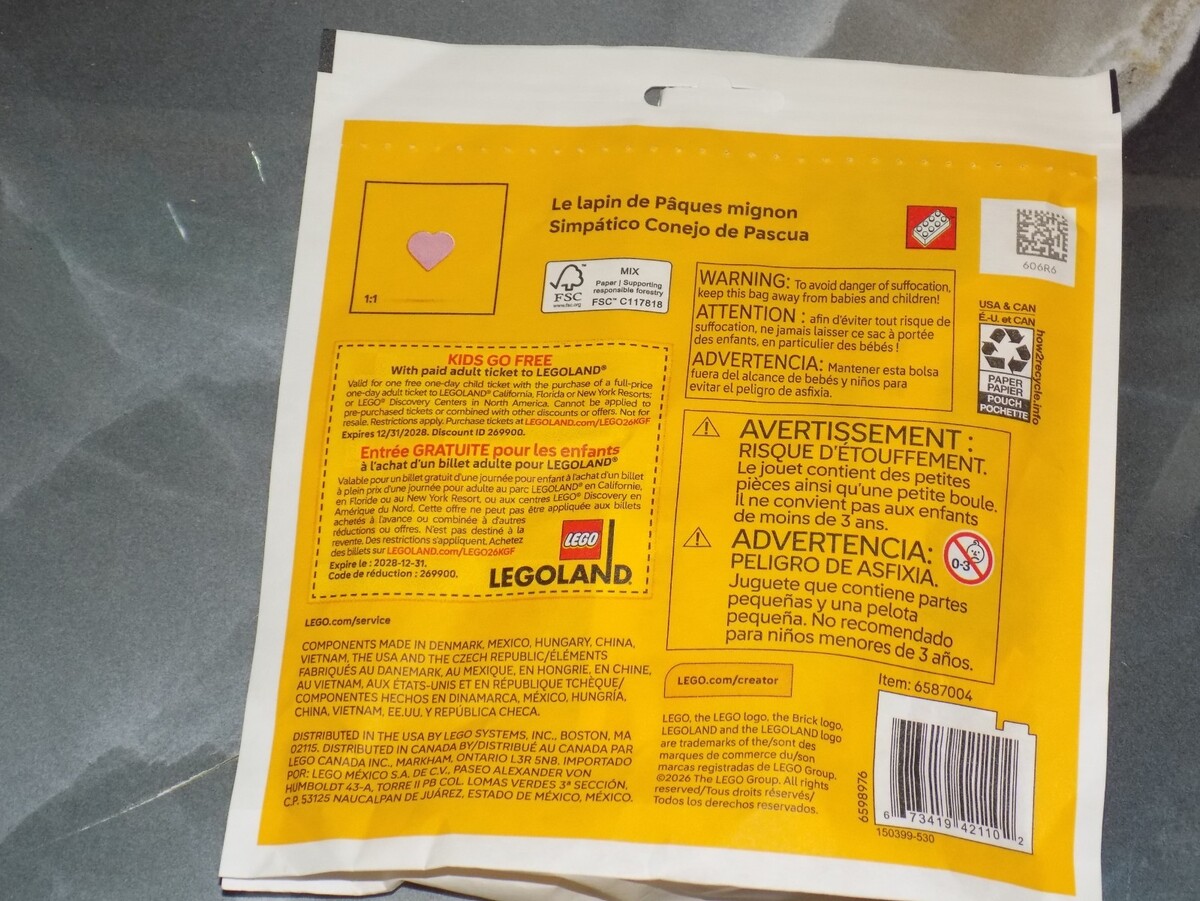 Le lapin de Pâques mignon
Simpático Conejo de Pascua
606R6
1:1
FSC
www.fsc.org
MIX
Paper | Supporting
responsible forestry
FSC™ C117818
WARNING: To avoid danger of suffocation,
keep this bag away from babies and children!
ATTENTION : afin d'éviter tout risque de
suffocation, ne jamais laisser ce sac à portée
des enfants, en particulier des bébés !
ADVERTENCIA: Mantener esta bolsa
fuera del alcance de bebés y niños para
evitar el peligro de asfixia.
USA & CAN
É.-U. et CAN
PAPER
PAPIER
POUCH
POCHETTE
how2recycle.info
KIDS GO FREE
With paid adult ticket to LEGOLAND®
Valid for one free one-day child ticket with the purchase of a full-price
one-day adult ticket to LEGOLAND® California, Florida or New York Resorts;
or LEGO® Discovery Centers in North America. Cannot be applied to
pre-purchased tickets or combined with other discounts or offers. Not for
resale. Restrictions apply. Purchase tickets at LEGOLAND.com/LEGO26KGF
Expires 12/31/2028. Discount ID 269900.
Entrée GRATUITE pour les enfants
à l'achat d'un billet adulte pour LEGOLAND®
Valable pour un billet gratuit d'une journée pour enfant à l'achat d'un billet
à plein prix d'une journée pour adulte au parc LEGOLAND® en Californie,
en Floride ou au New York Resort, ou aux centres LEGO® Discovery en
Amérique du Nord. Cette offre ne peut pas être appliquée aux billets
achetés à l'avance ou combinée à d'autres
réductions ou offres. N'est pas destiné à la
revente. Des restrictions s'appliquent. Achetez
des billets sur LEGOLAND.com/LEGO26KGF
Expire le : 2028-12-31.
Code de réduction : 269900.
LEGO
LEGOLAND
AVERTISSEMENT :
RISQUE D'ÉTOUFFEMENT.
Le jouet contient des petites
pièces ainsi qu'une petite boule.
Il ne convient pas aux enfants
de moins de 3 ans.
ADVERTENCIA:
PELIGRO DE ASFIXIA.
Juguete que contiene partes
pequeñas y una pelota
pequeña. No recomendado
para niños menores de 3 años.
0-3
LEGO.com/service
COMPONENTS MADE IN DENMARK, MEXICO, HUNGARY, CHINA,
VIETNAM, THE USA AND THE CZECH REPUBLIC/ÉLÉMENTS
FABRIQUÉS AU DANEMARK, AU MEXIQUE, EN HONGRIE, EN CHINE,
AU VIETNAM, AUX ÉTATS-UNIS ET EN RÉPUBLIQUE TCHÈQUE/
COMPONENTES HECHOS EN DINAMARCA, MÉXICO, HUNGRÍA,
CHINA, VIETNAM, EE.UU. Y REPÚBLICA CHECA.
DISTRIBUTED IN THE USA BY LEGO SYSTEMS, INC., BOSTON, MA
02115. DISTRIBUTED IN CANADA BY/DISTRIBUÉ AU CANADA PAR
LEGO CANADA INC., MARKHAM, ONTARIO L3R 5N8. IMPORTADO
POR: LEGO MÉXICO S.A. DE C.V., PASEO ALEXANDER VON
HUMBOLDT 43-A, TORRE II PB COL. LOMAS VERDES 3ª SECCIÓN,
C.P. 53125 NAUCALPAN DE JUÁREZ, ESTADO DE MÉXICO, MÉXICO.
LEGO.com/creator
LEGO, the LEGO logo, the Brick logo,
LEGOLAND and the LEGOLAND logo
are trademarks of the/sont des
marques de commerce du/son
marcas registradas de LEGO Group.
©2026 The LEGO Group. All rights
reserved/Tous droits réservés/
Todos los derechos reservados.
Item: 6587004
6598976
6 73419 42110 2
150399-530